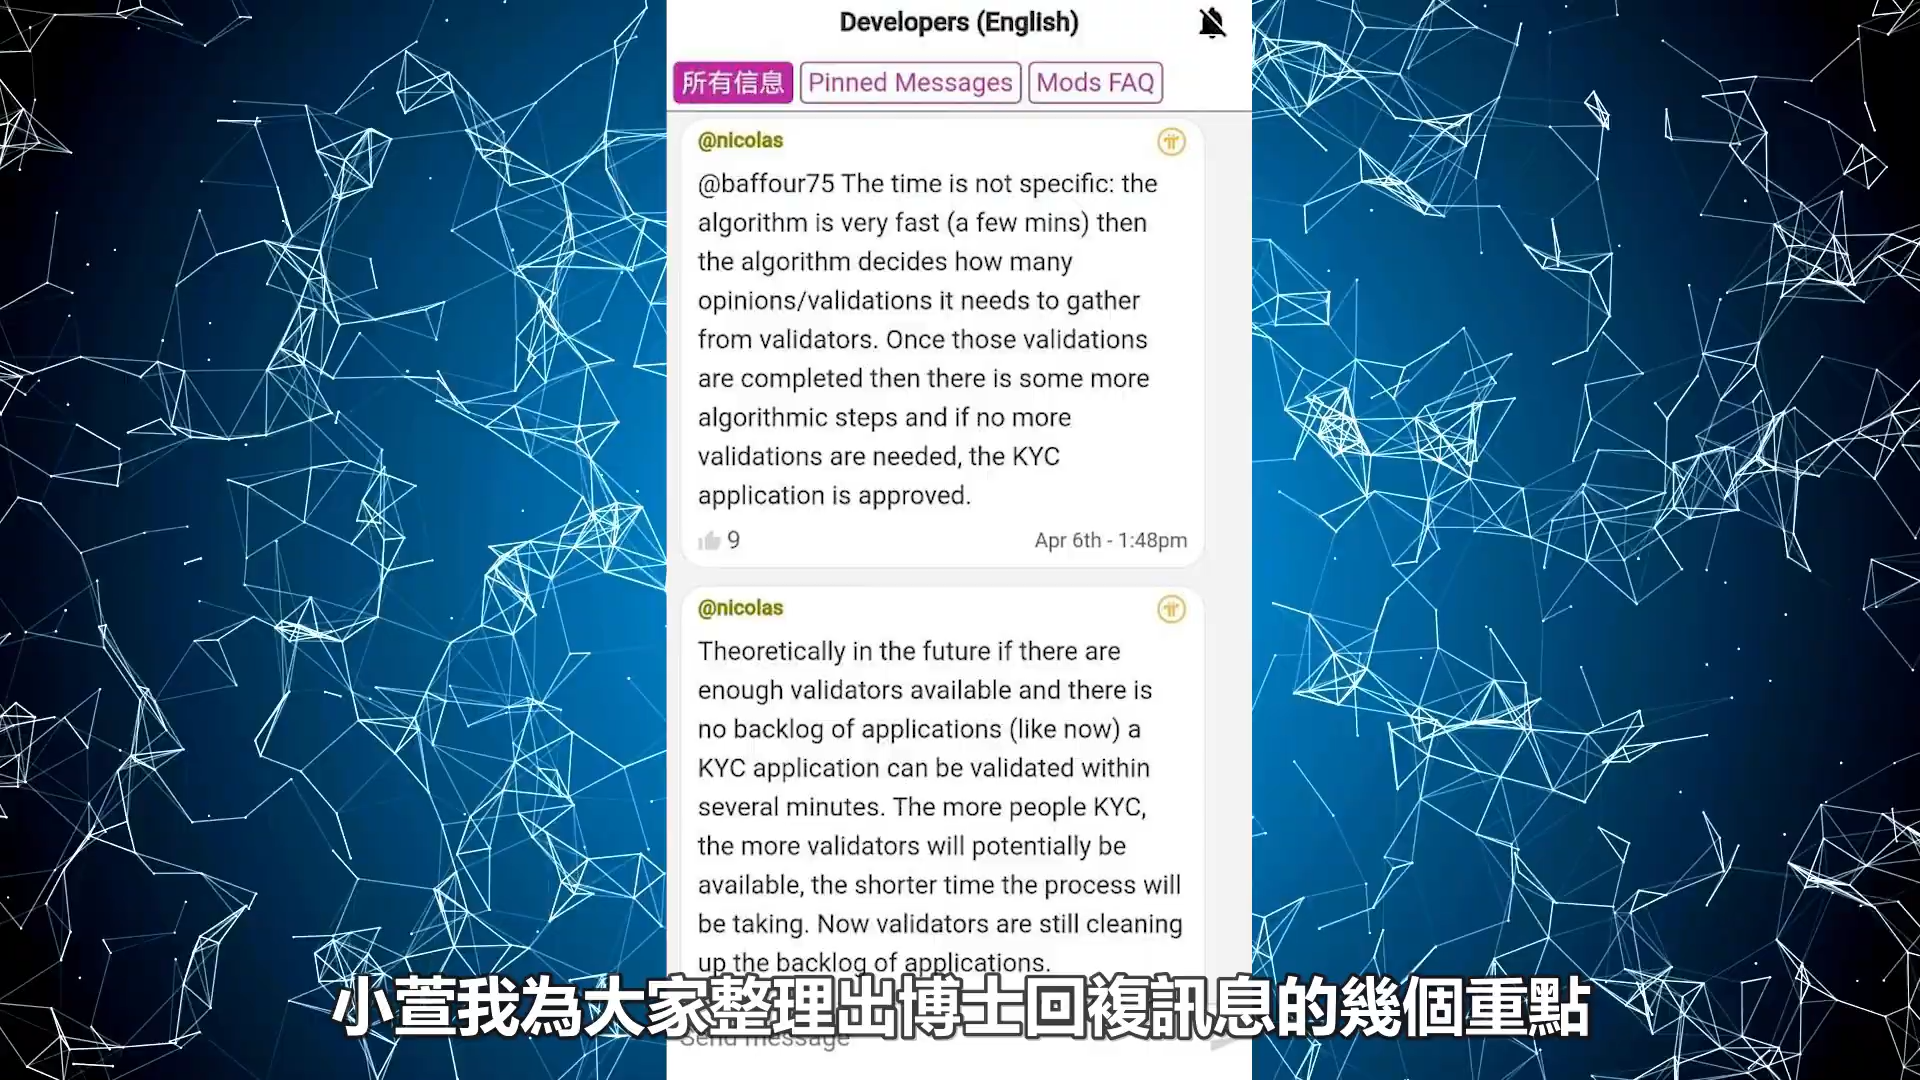 Developers (English)
所有信息 Pinned Messages Mods FAQ
@nicolas
@baffour75 The time is not specific: the
algorithm is very fast (a few mins) then
the algorithm decides how many
opinions/validations it needs to gather
from validators. Once those validations
are completed then there is some more
algorithmic steps and if no more
validations are needed, the KYC
application is approved.
9 Apr 6th - 1:48pm
@nicolas
Theoretically in the future if there are
enough validators available and there is
no backlog of applications (like now) a
KYC application can be validated within
several minutes. The more people KYC,
the more validators will potentially be
available, the shorter time the process will
be taking. Now validators are still cleaning
up the backlog of applications.
小萱我為大家整理出博士回複訊息的幾個重點
Send message